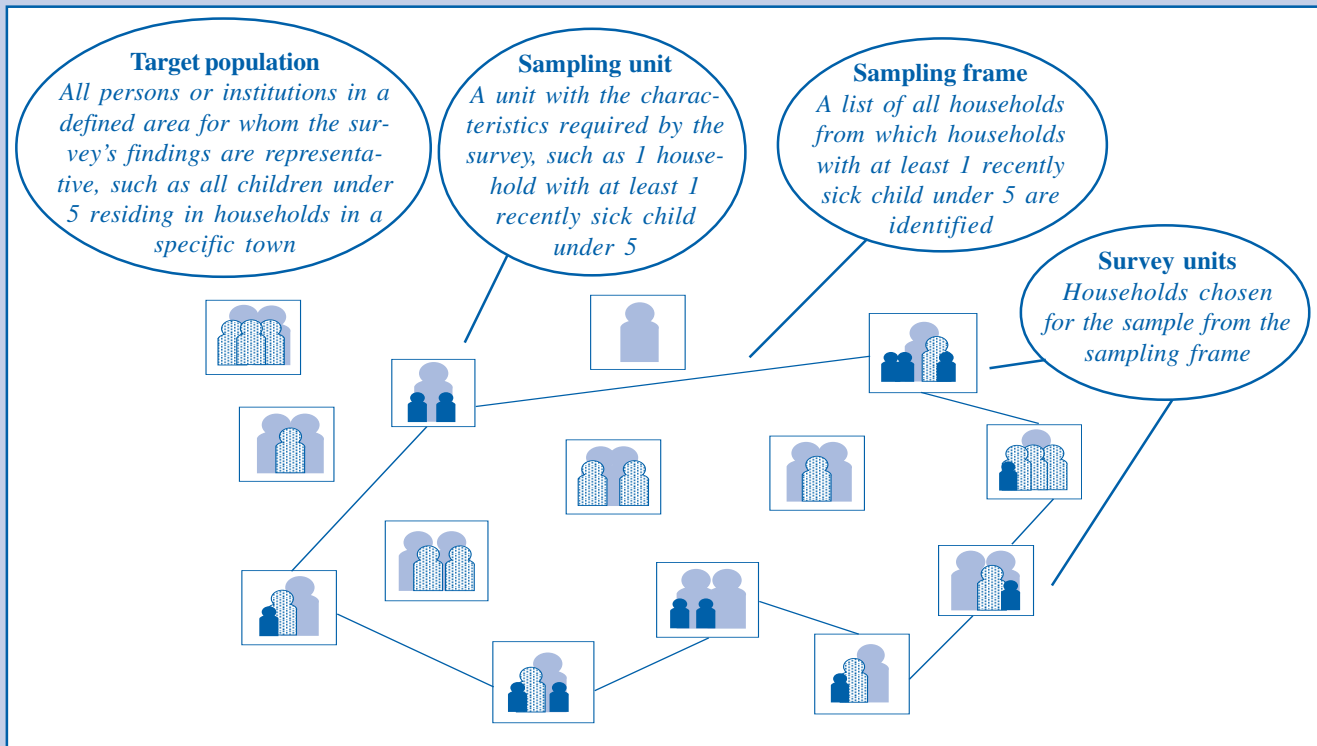 Target population
All persons or institutions in a
defined area for whom the sur-
vey's findings are representa-
tive, such as all children under
5 residing in households in a
specific town
Sampling unit
A unit with the charac-
teristics required by the
survey, such as 1 house-
hold with at least 1
recently sick child
under 5
Sampling frame
A list of all households
from which households
with at least 1 recently
sick child under 5 are
identified
Survey units
Households chosen
for the sample from the
sampling frame